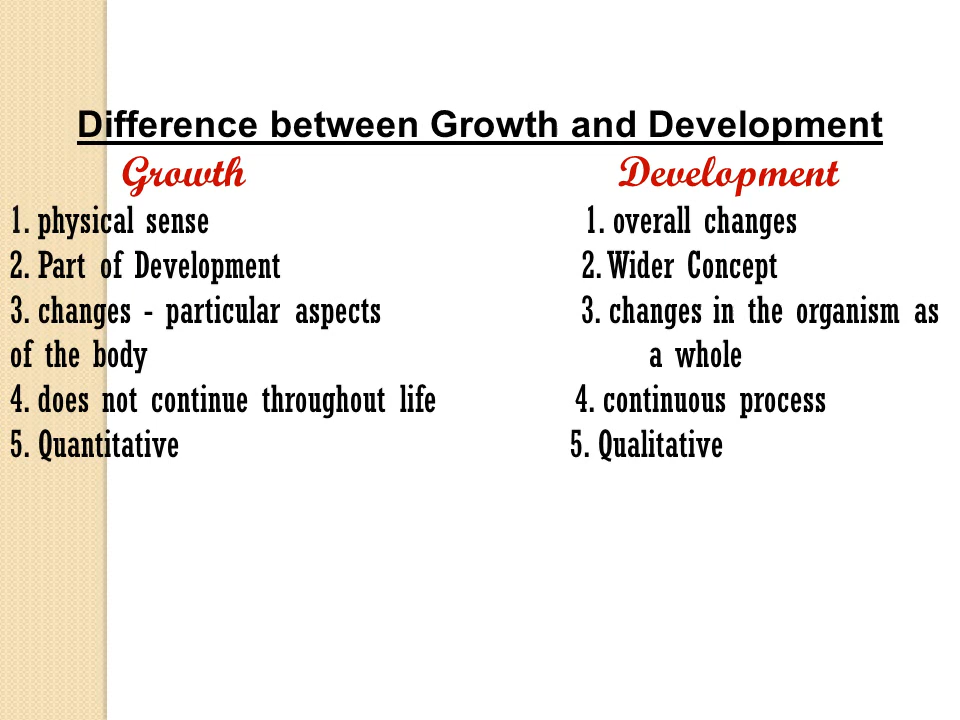 Difference between Growth and Development
Growth Development
1. physical sense 1. overall changes
2. Part of Development 2. Wider Concept
3. changes - particular aspects 3. changes in the organism as
of the body a whole
4. does not continue throughout life 4. continuous process
5. Quantitative 5. Qualitative